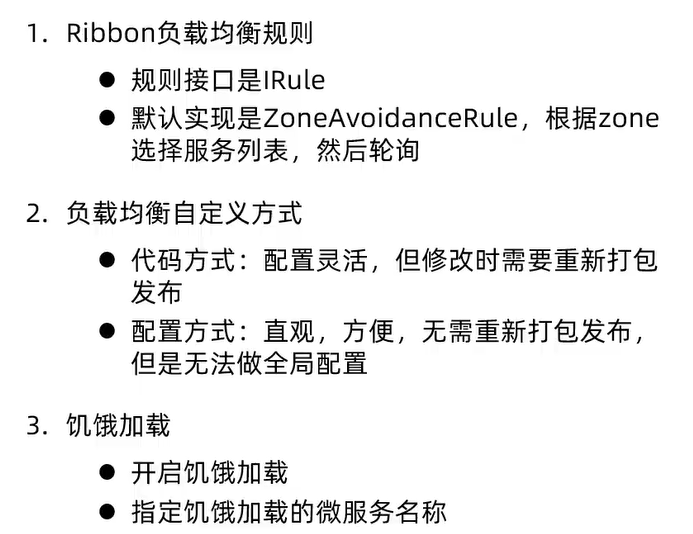 1. Ribbon负载均衡规则
● 规则接口是IRule
● 默认实现是ZoneAvoidanceRule，根据zone
选择服务列表，然后轮询
2. 负载均衡自定义方式
● 代码方式：配置灵活，但修改时需要重新打包
发布
● 配置方式：直观，方便，无需重新打包发布，
但是无法做全局配置
3. 饥饿加载
● 开启饥饿加载
● 指定饥饿加载的微服务名称